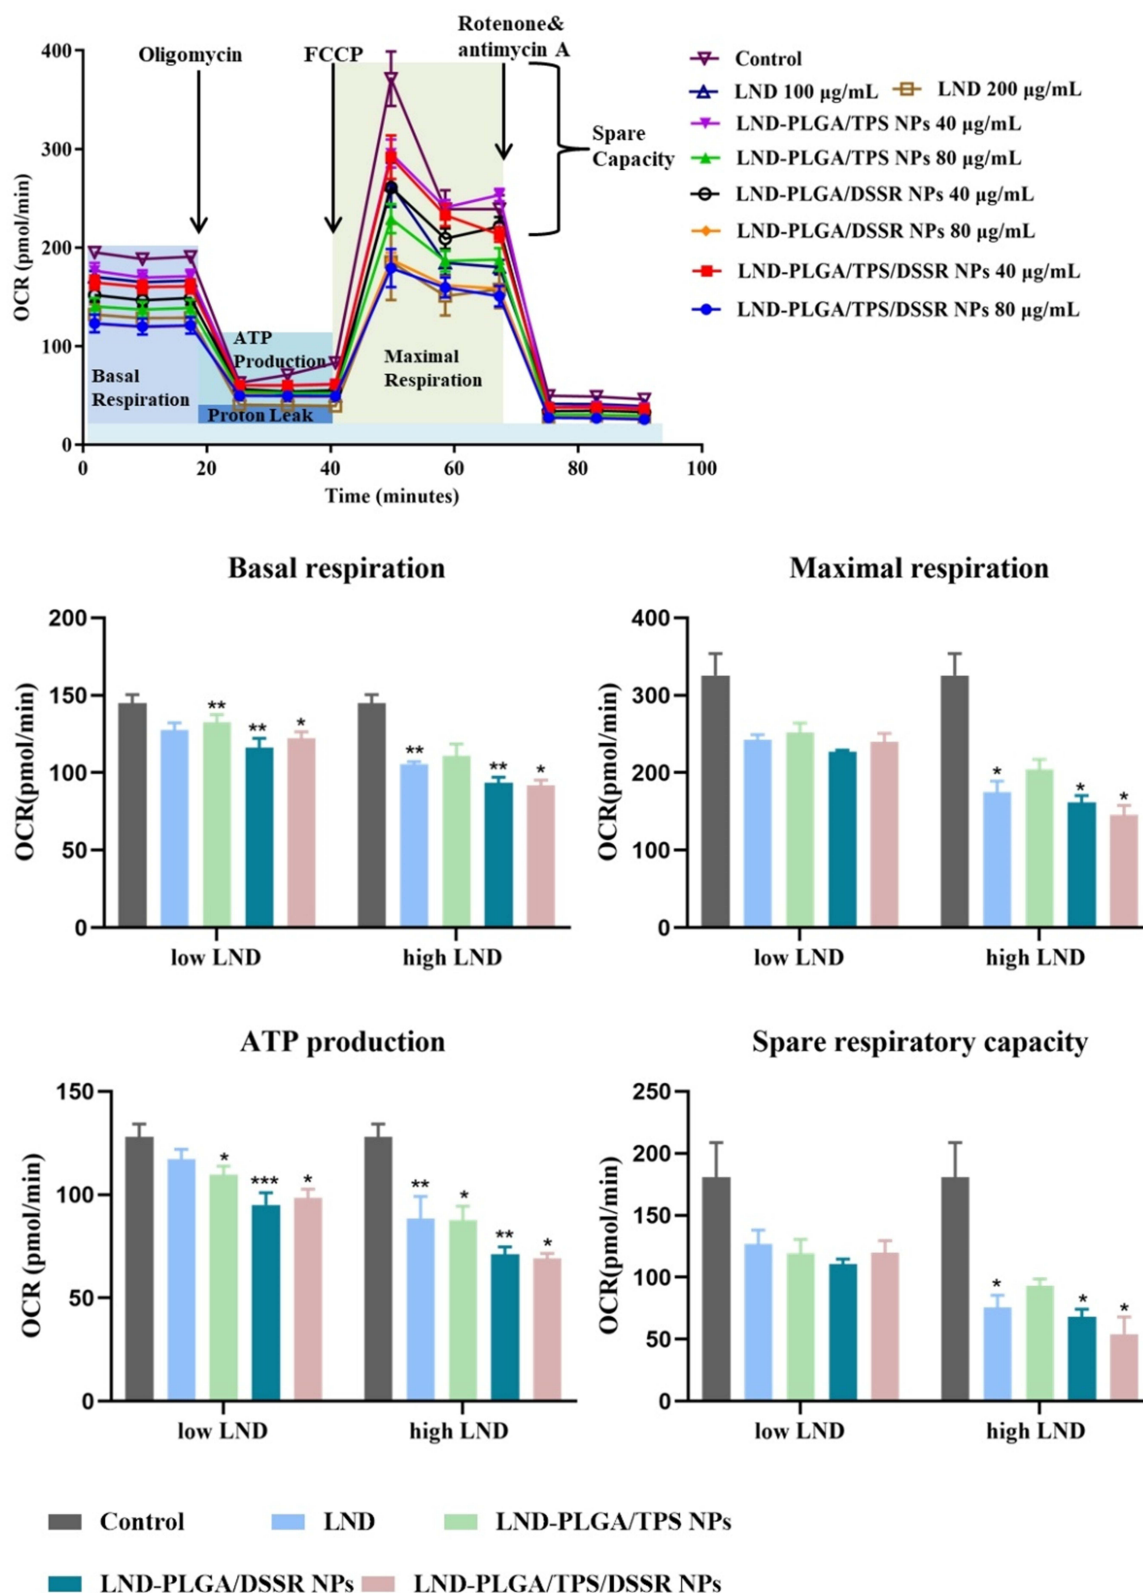 Oligomycin
FCCP
Rotenone&
antimycin A
Spare
Capacity
400
300
200
100
0
OCR (pmol/min)
ATP
Production
Basal
Respiration
Proton Leak
Maximal
Respiration
0 20 40 60 80 100
Time (minutes)
Control
LND 100 µg/mL LND 200 µg/mL
LND-PLGA/TPS NPs 40 µg/mL
LND-PLGA/TPS NPs 80 µg/mL
LND-PLGA/DSSR NPs 40 µg/mL
LND-PLGA/DSSR NPs 80 µg/mL
LND-PLGA/TPS/DSSR NPs 40 µg/mL
LND-PLGA/TPS/DSSR NPs 80 µg/mL
Basal respiration
OCR(pmol/min)
200
150
100
50
0
** ** *
** ** *
low LND high LND
Maximal respiration
OCR(pmol/min)
400
300
200
100
0
* * *
low LND high LND
ATP production
OCR (pmol/min)
150
100
50
0
* *** *
** * ** *
low LND high LND
Spare respiratory capacity
OCR(pmol/min)
250
200
150
100
50
0
* * *
low LND high LND
Control LND LND-PLGA/TPS NPs
LND-PLGA/DSSR NPs LND-PLGA/TPS/DSSR NPs